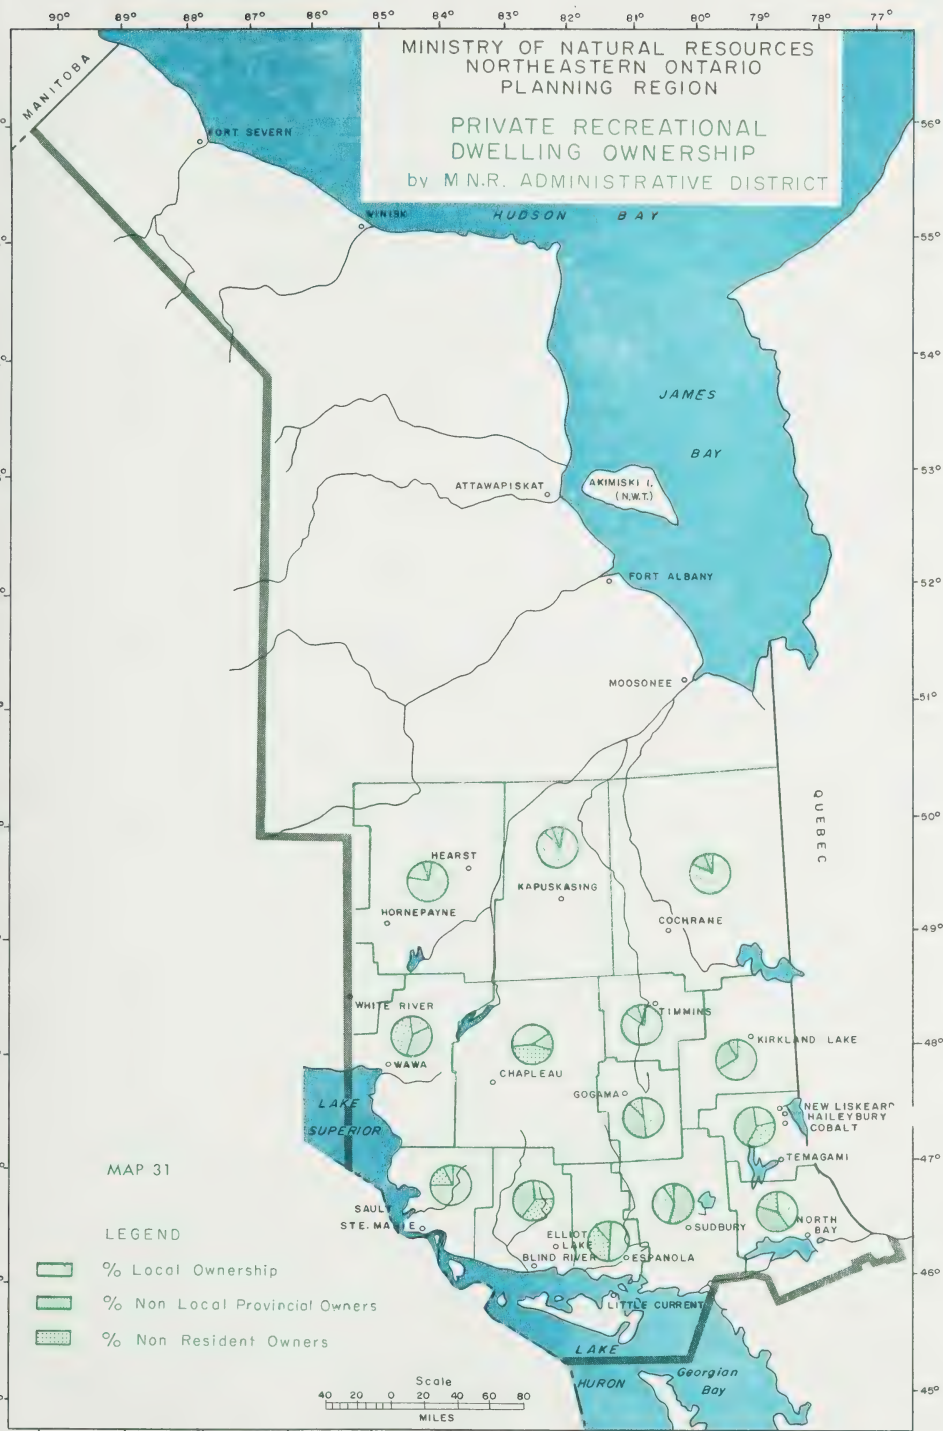 90° 89° 88° 87° 86° 85° 84° 83° 82° 81° 80° 79° 78° 77°
MINISTRY OF NATURAL RESOURCES
NORTHEASTERN ONTARIO
PLANNING REGION
PRIVATE RECREATIONAL
DWELLING OWNERSHIP
by M.N.R. ADMINISTRATIVE DISTRICT
MANITOBA
56°
FORT SEVERN
WINISK
HUDSON BAY
55°
54°
JAMES
BAY
53°
ATTAWAPISKAT
AKIMISKI I.
(N.W.T.)
52°
FORT ALBANY
51°
MOOSONEE
QUEBEC
50°
HEARST
KAPUSKASING
HORNEPAYNE
COCHRANE
49°
WHITE RIVER
TIMMINS
KIRKLAND LAKE
48°
WAWA
CHAPLEAU
GOGAMA
NEW LISKEARD
HAILEYBURY
COBALT
LAKE
SUPERIOR
TEMAGAMI
47°
MAP 31
SAULT
STE. MARIE
ELLIOT
LAKE
BLIND RIVER
ESPANOLA
SUDBURY
NORTH
BAY
46°
LITTLE CURRENT
LAKE
HURON
Georgian
Bay
45°
LEGEND
% Local Ownership
% Non Local Provincial Owners
% Non Resident Owners
Scale
40 20 0 20 40 60 80
MILES